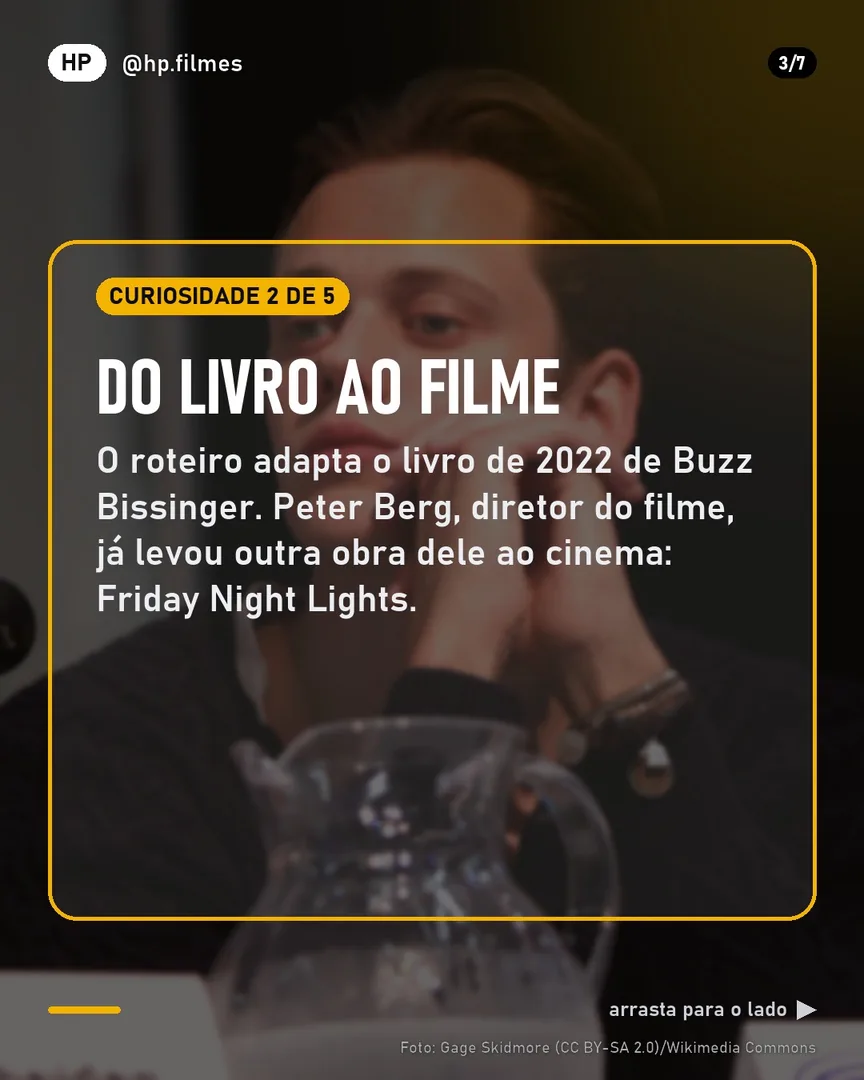 HP @hp.filmes 3/7
CURIOSIDADE 2 DE 5
DO LIVRO AO FILME
O roteiro adapta o livro de 2022 de Buzz
Bissinger. Peter Berg, diretor do filme,
já levou outra obra dele ao cinema:
Friday Night Lights.
arrasta para o lado ▶
Foto: Gage Skidmore (CC BY-SA 2.0)/Wikimedia Commons